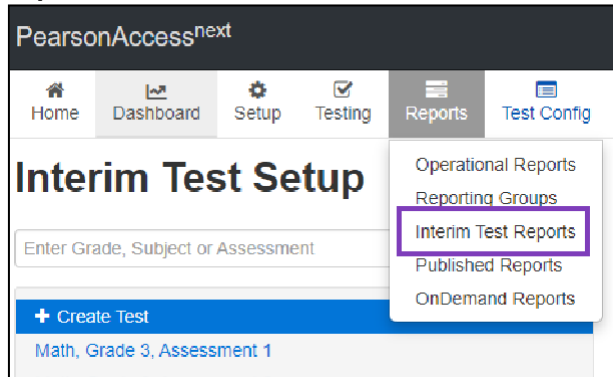 PearsonAccessnext
Home Dashboard Setup Testing Reports Test Config
Interim Test Setup
Operational Reports
Reporting Groups
Interim Test Reports
Published Reports
OnDemand Reports
Enter Grade, Subject or Assessment
+ Create Test
Math, Grade 3, Assessment 1